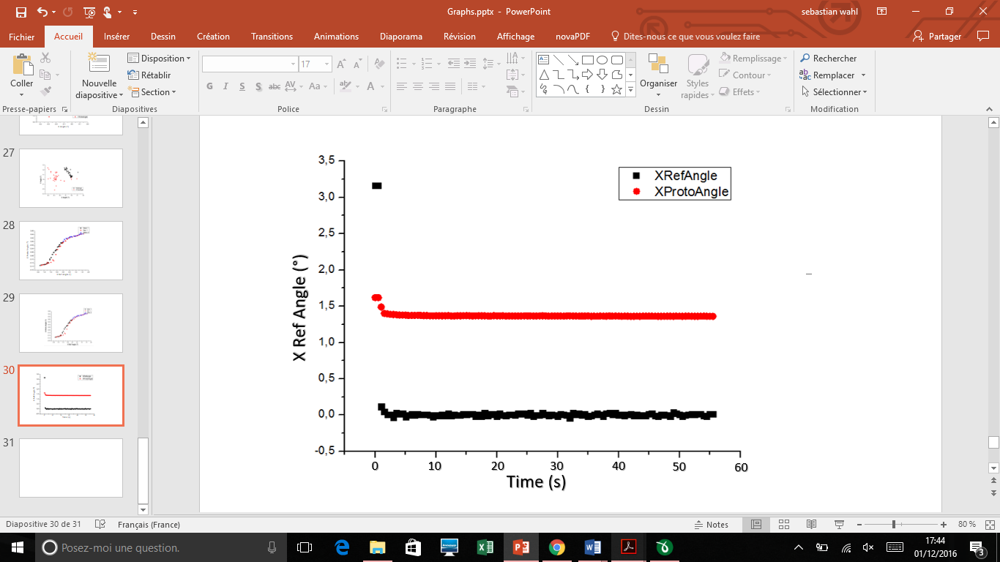 Graphs.pptx - PowerPoint
sebastian wahl
Fichier Accueil Insérer Dessin Création Transitions Animations Diaporama Révision Affichage novaPDF Dites-nous ce que vous voulez faire Partager
Coller
Presse-papiers
Nouvelle diapositive
Disposition
Rétablir
Section
Diapositives
17
G I S S abc AV Aa A
Police
Paragraphe
Organiser
Styles rapides
Remplissage
Contour
Effets
Dessin
Rechercher
Remplacer
Sélectionner
Modification
27
28
29
30
31
3,5
3,0
2,5
2,0
1,5
1,0
0,5
0,0
-0,5
X Ref Angle (°)
XRefAngle
XProtoAngle
0 10 20 30 40 50 60
Time (s)
Diapositive 30 de 31 Français (France) Notes 80 %
Posez-moi une question.
17:44
01/12/2016
3